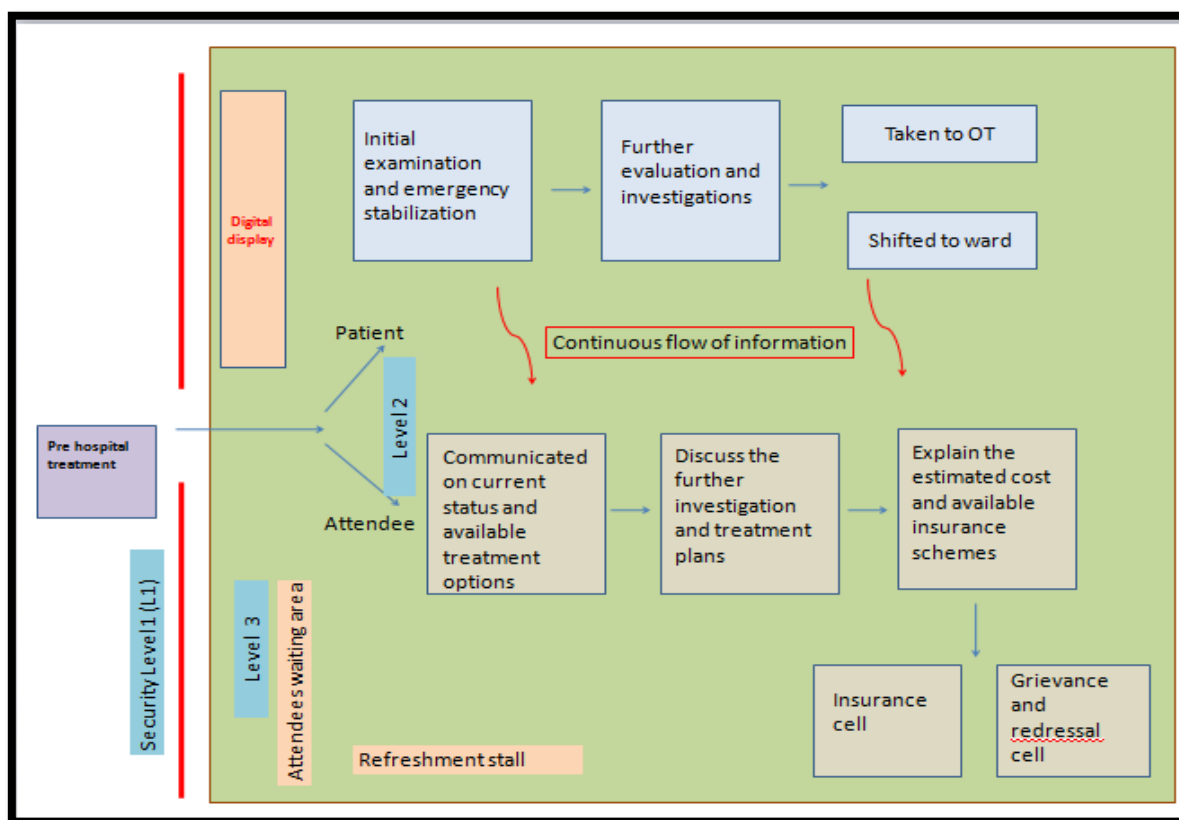 Initial
examination
and emergency
stabilization
Further
evaluation and
investigations
Taken to OT
Shifted to ward
Digital
display
Continuous flow of information
Patient
Level 2
Attendee
Pre hospital
treatment
Communicated
on current
status and
available
treatment
options
Discuss the
further
investigation
and treatment
plans
Explain the
estimated cost
and available
insurance
schemes
Security Level 1 (L1)
Level 3
Attendees waiting area
Refreshment stall
Insurance
cell
Grievance
and
redressal
cell